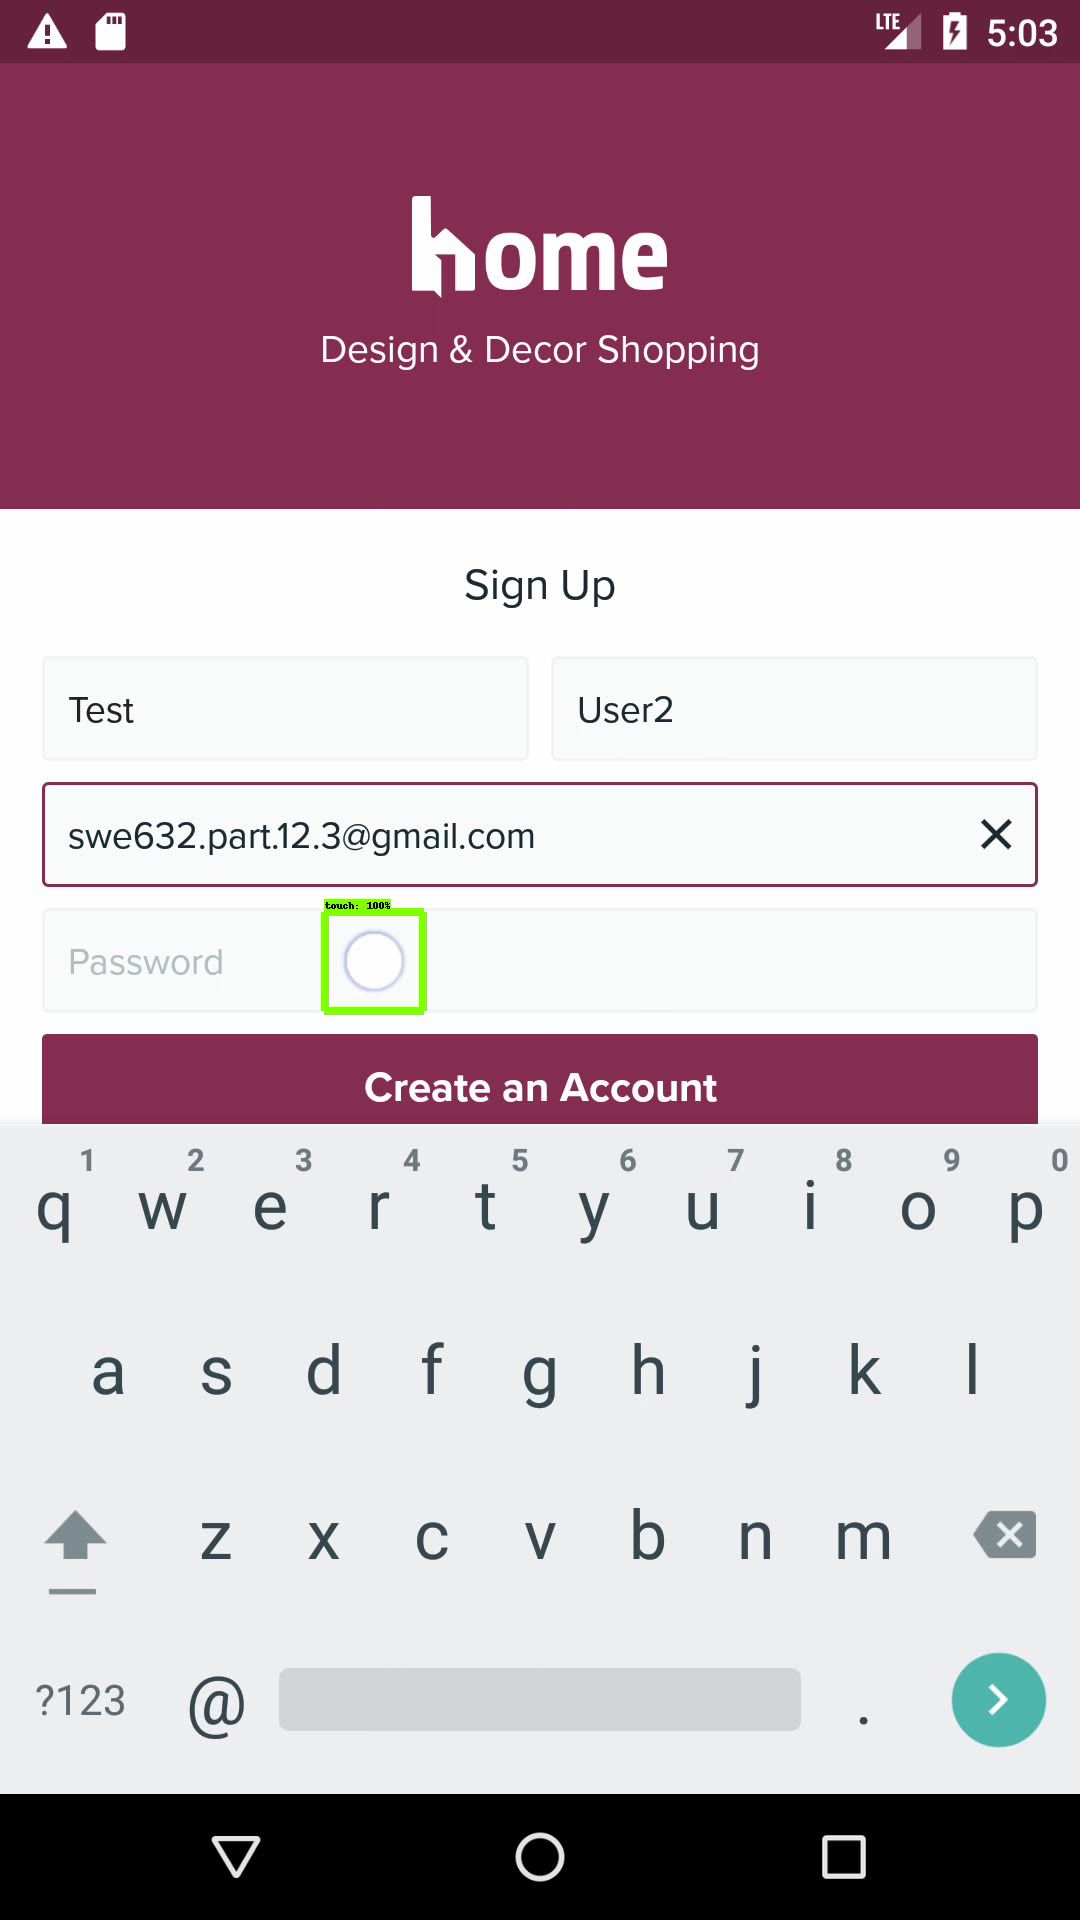 LTE 5:03
home
Design & Decor Shopping
Sign Up
Test User2
swe632.part.12.3@gmail.com
touch: 100%
Password
Create an Account
1 2 3 4 5 6 7 8 9 0
q w e r t y u i o p
a s d f g h j k l
z x c v b n m
?123 @ .